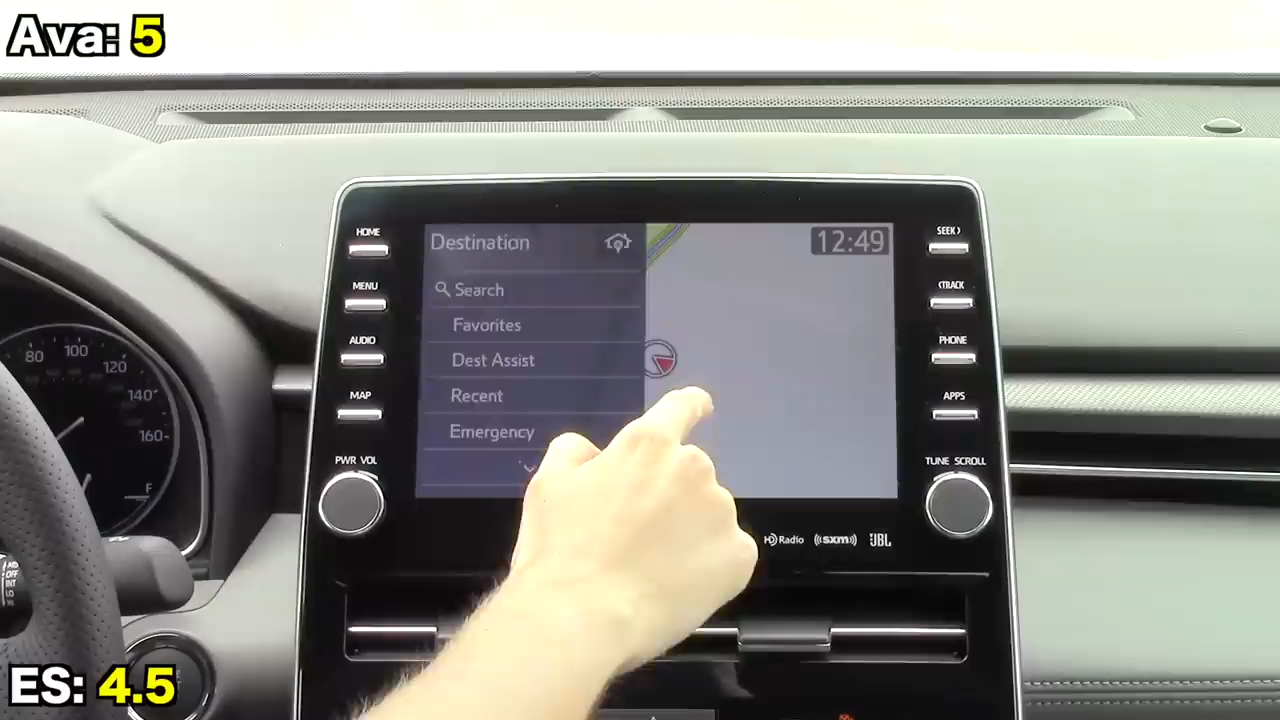 Ava: 5
HOME
MENU
AUDIO
MAP
PWR VOL
Destination
Search
Favorites
Dest Assist
Recent
Emergency
12:49
SEEK >
< TRACK
PHONE
APPS
TUNE SCROLL
HD Radio
((SXM))
JBL
80
100
120
140
160
F
OFF
ES: 4.5